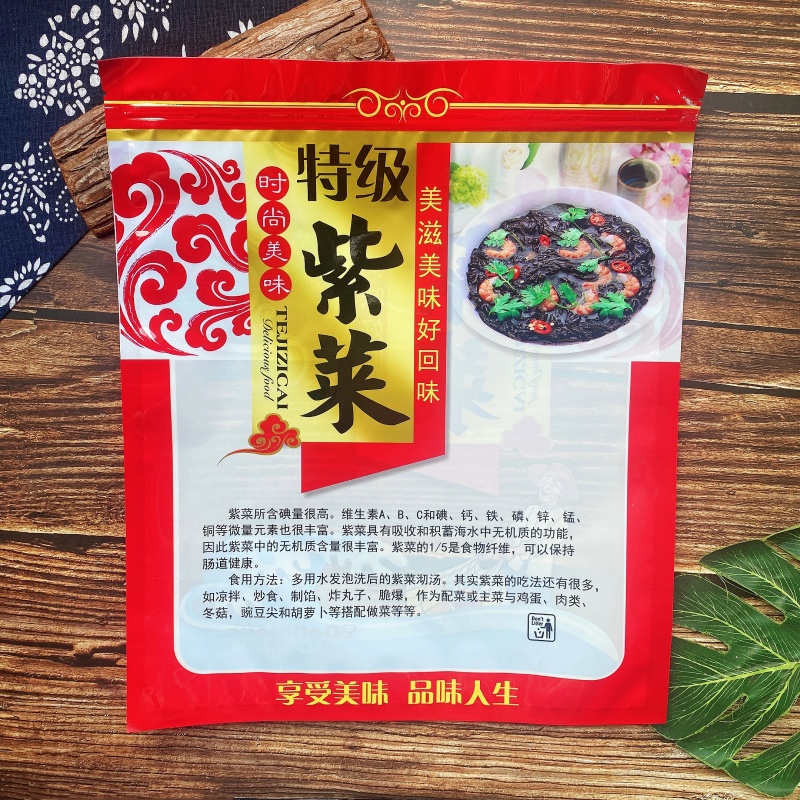 特级
紫菜
时尚美味
TEJIZICAI
Delicious food
美滋美味好回味
紫菜所含碘量很高。维生素A、B、C和碘、钙、铁、磷、锌、锰、
铜等微量元素也很丰富。紫菜具有吸收和积蓄海水中无机质的功能,
因此紫菜中的无机质含量很丰富。紫菜的1/5是食物纤维,可以保持
肠道健康。
食用方法:多用水发泡洗后的紫菜沏汤。其实紫菜的吃法还有很多,
如凉拌、炒食、制馅、炸丸子、脆爆,作为配菜或主菜与鸡蛋、肉类、
冬菇,豌豆尖和胡萝卜等搭配做菜等等。
Don't
Litter
享受美味 品味人生